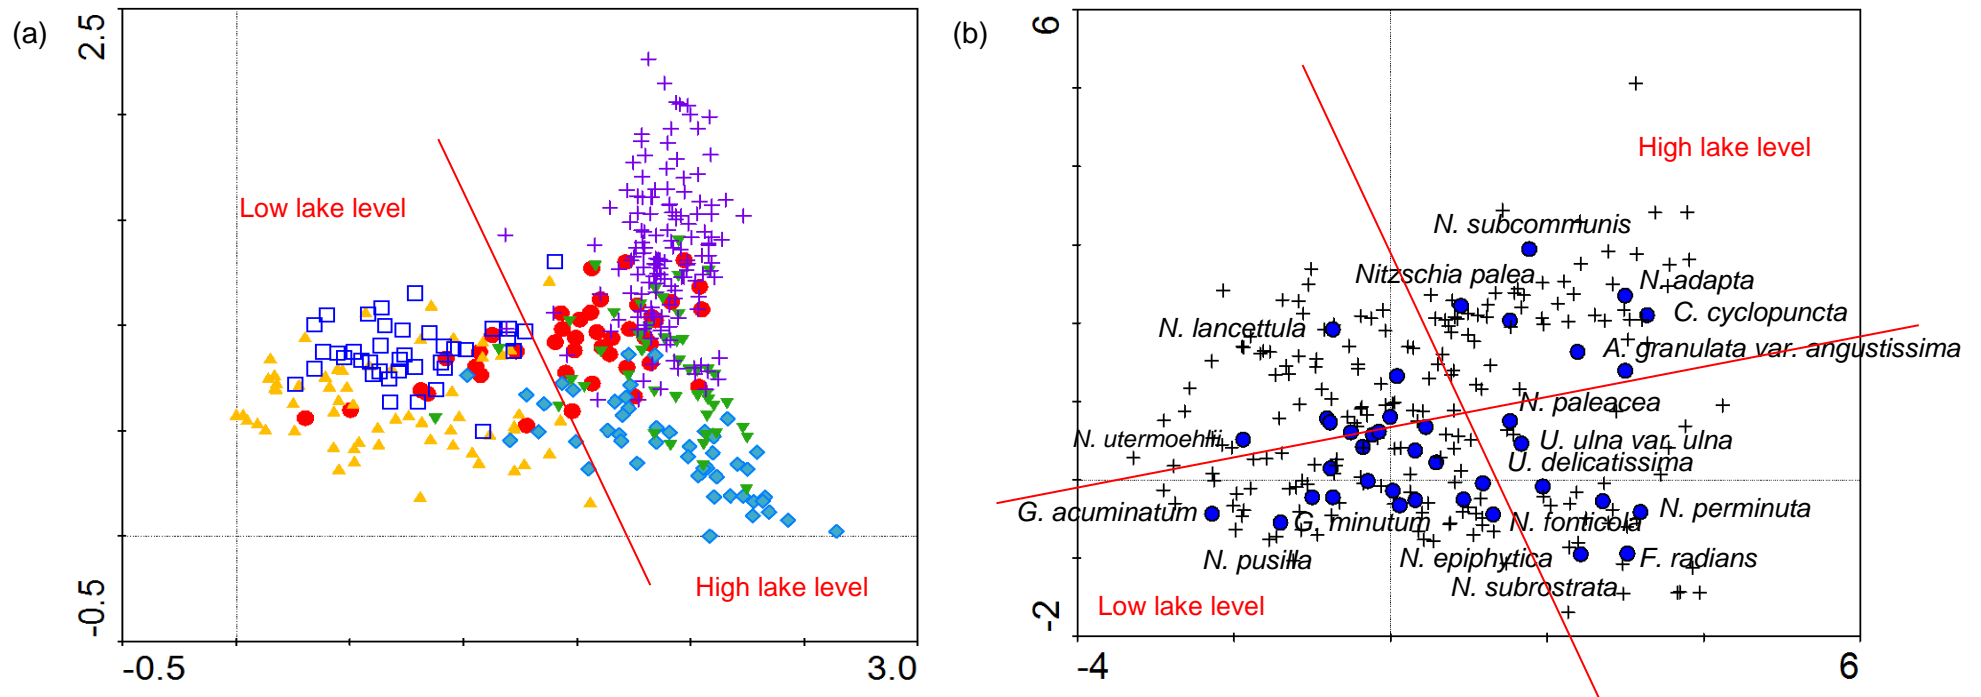 (a)
2.5
Low lake level
High lake level
-0.5
-0.5
3.0
(b)
6
High lake level
N. subcommunis
Nitzschia palea
N. adapta
N. lancettula
C. cyclopuncta
A. granulata var. angustissima
N. paleacea
N. utermoehlii
U. ulna var. ulna
U. delicatissima
G. acuminatum
G. minutum
N. fonticola
N. perminuta
N. pusilla
N. epiphytica
F. radians
N. subrostrata
Low lake level
-2
-4
6